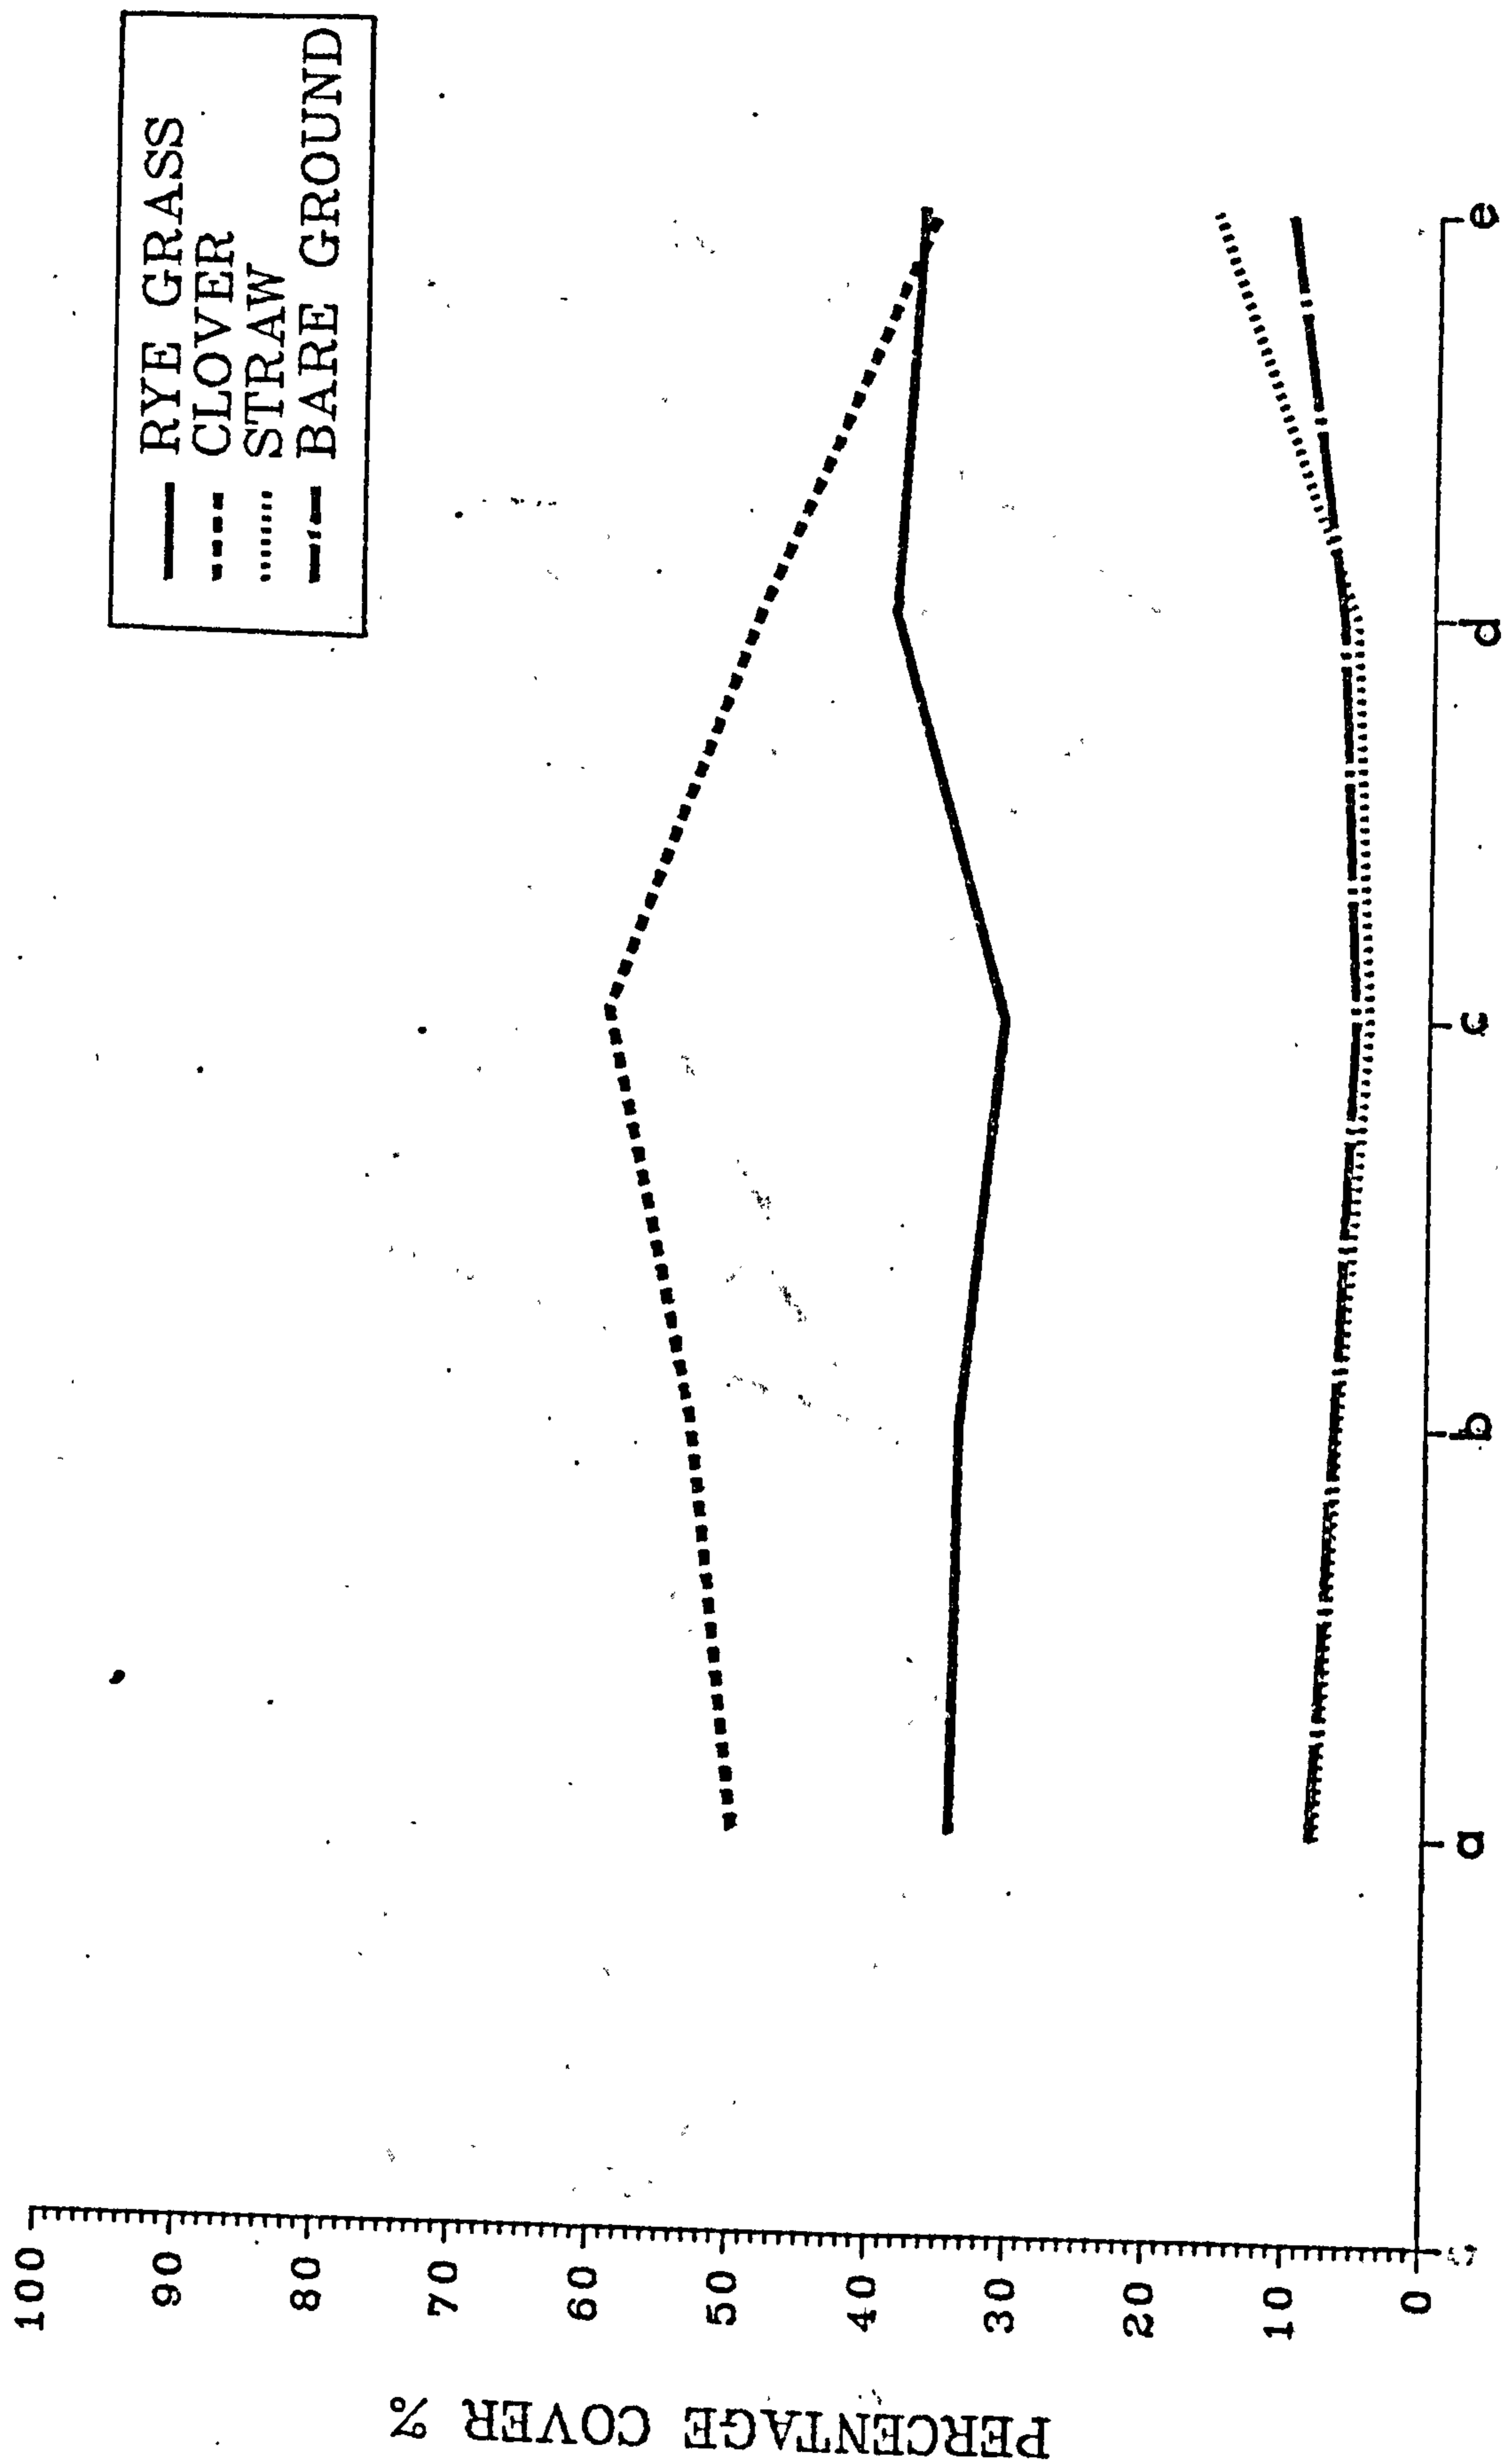 RYE GRASS
CLOVER
STRAW
BARE GROUND
PERCENTAGE COVER %
100
90
80
70
60
50
40
30
20
10
0
a
b
c
d
e